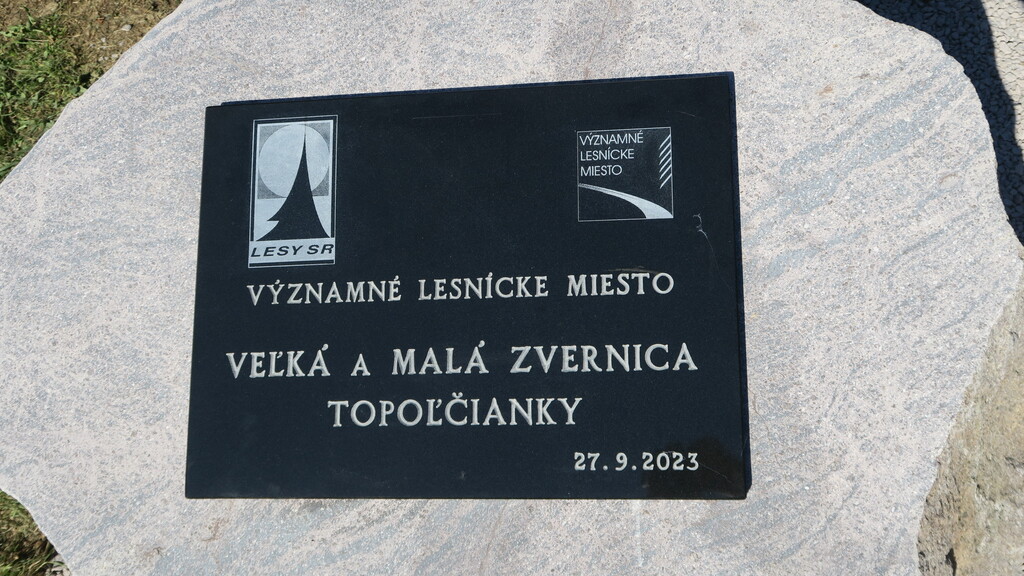 LESY SR
VÝZNAMNÉ
LESNÍCKE
MIESTO
VÝZNAMNÉ LESNÍCKE MIESTO
VEĽKÁ A MALÁ ZVERNICA
TOPOĽČIANKY
27.9.2023